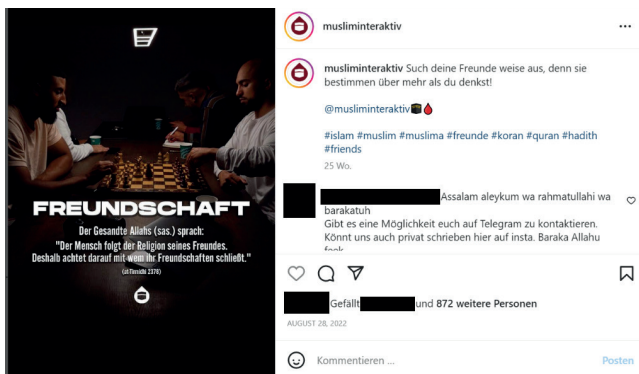 FREUNDSCHAFT
Der Gesandte Allahs (sas.) sprach:
"Der Mensch folgt der Religion seines Freundes.
Deshalb achtet darauf mit wem ihr Freundschaften schließt."
(at-Tirmidhi 2378)
musliminteraktiv
musliminteraktiv Such deine Freunde weise aus, denn sie
bestimmen über mehr als du denkst!
@musliminteraktiv
#islam #muslim #muslima #freunde #koran #quran #hadith
#friends
25 Wo.
Assalam aleykum wa rahmatullahi wa
barakatuh
Gibt es eine Möglichkeit euch auf Telegram zu kontaktieren.
Könnt uns auch privat schrieben hier auf insta. Baraka Allahu
feek
Gefällt und 872 weitere Personen
AUGUST 28, 2022
Kommentieren ...
Posten